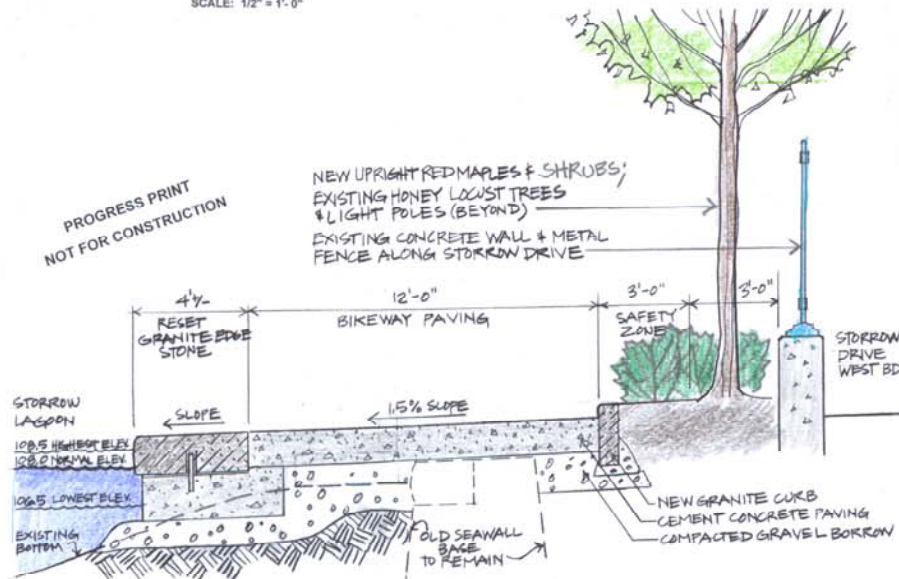 SCALE: 1/2" = 1'-0"
PROGRESS PRINT
NOT FOR CONSTRUCTION
NEW UPRIGHT RED MAPLES & SHRUBS;
EXISTING HONEY LOCUST TREES
& LIGHT POLES (BEYOND)
EXISTING CONCRETE WALL & METAL
FENCE ALONG STORROW DRIVE
4'+/-
RESET
GRANITE EDGE
STONE
12'-0"
BIKEWAY PAVING
3'-0"
SAFETY
ZONE
3'-0"
STORROW
DRIVE
WEST BD
STORROW
LAGOON
SLOPE
1.5% SLOPE
108.5 HIGHEST ELEV.
108.0 NORMAL ELEV.
106.5 LOWEST ELEV.
EXISTING
BOTTOM
OLD SEAWALL
BASE
TO REMAIN
NEW GRANITE CURB
CEMENT CONCRETE PAVING
COMPACTED GRAVEL BORROW